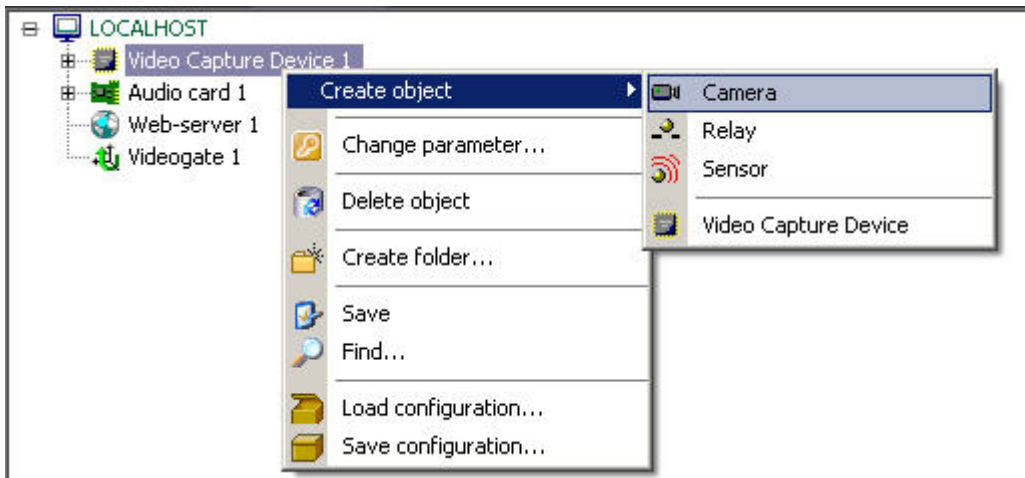 LOCALHOST
Video Capture Device 1
Audio card 1
Web-server 1
Videogate 1
Create object
Change parameter...
Delete object
Create folder...
Save
Find...
Load configuration...
Save configuration...
Camera
Relay
Sensor
Video Capture Device